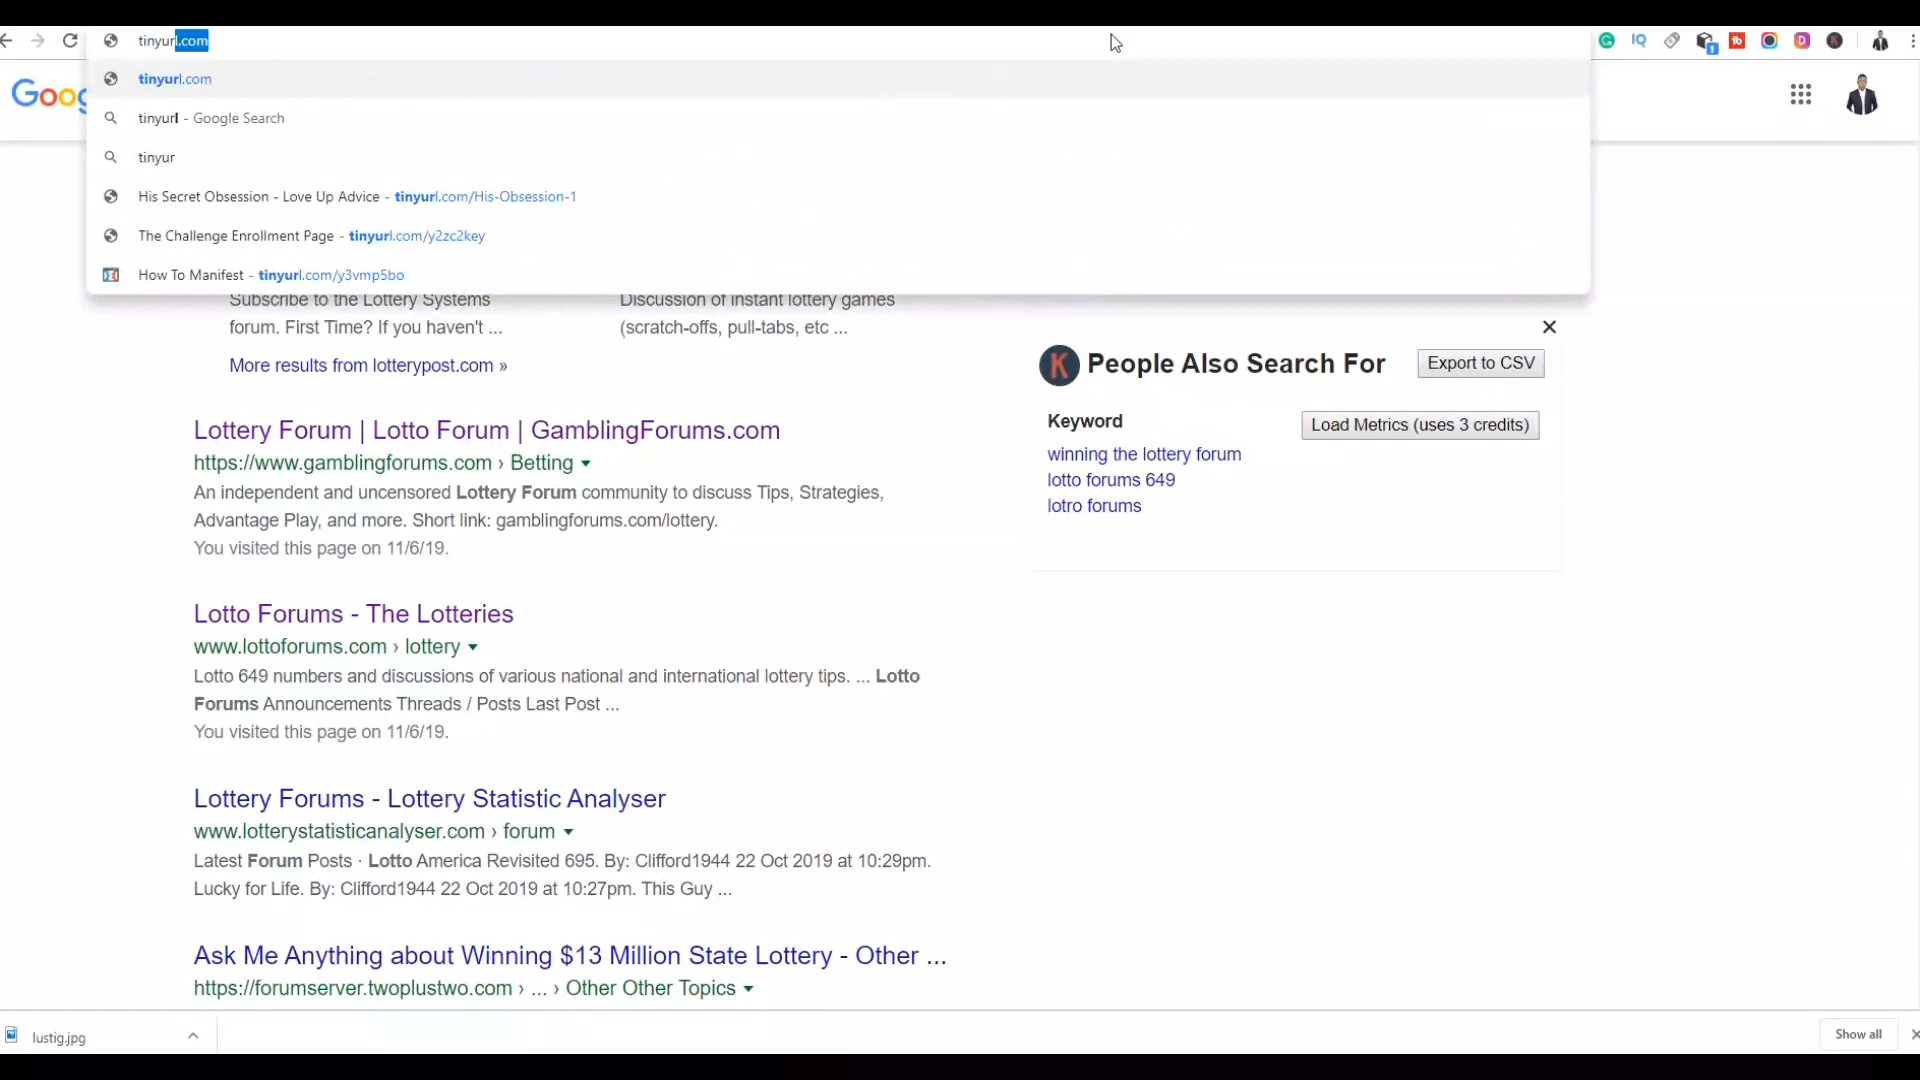 tinyurl.com
tinyurl.com
tinyurl - Google Search
tinyur
His Secret Obsession - Love Up Advice - tinyurl.com/His-Obsession-1
The Challenge Enrollment Page - tinyurl.com/y2zc2key
How To Manifest - tinyurl.com/y3vmp5bo
Goog
Subscribe to the Lottery Systems
forum. First Time? If you haven't ...
Discussion of instant lottery games
(scratch-offs, pull-tabs, etc ...
More results from lotterypost.com »
Lottery Forum | Lotto Forum | GamblingForums.com
https://www.gamblingforums.com › Betting
An independent and uncensored Lottery Forum community to discuss Tips, Strategies,
Advantage Play, and more. Short link: gamblingforums.com/lottery.
You visited this page on 11/6/19.
Lotto Forums - The Lotteries
www.lottoforums.com › lottery
Lotto 649 numbers and discussions of various national and international lottery tips. ... Lotto
Forums Announcements Threads / Posts Last Post ...
You visited this page on 11/6/19.
Lottery Forums - Lottery Statistic Analyser
www.lotterystatisticanalyser.com › forum
Latest Forum Posts · Lotto America Revisited 695. By: Clifford1944 22 Oct 2019 at 10:29pm.
Lucky for Life. By: Clifford1944 22 Oct 2019 at 10:27pm. This Guy ...
Ask Me Anything about Winning $13 Million State Lottery - Other ...
https://forumserver.twoplustwo.com › ... › Other Other Topics
K People Also Search For
Export to CSV
Keyword
Load Metrics (uses 3 credits)
winning the lottery forum
lotto forums 649
lotro forums
lustig.jpg
Show all